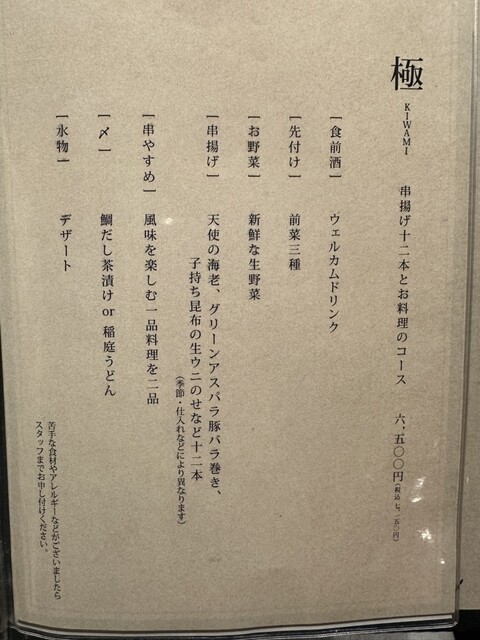 極 KIWAMI 串揚げ十二本とお料理のコース 六,五〇〇円(税込 七,一五〇円)
[食前酒] ウェルカムドリンク
[先付け] 前菜三種
[お野菜] 新鮮な生野菜
[串揚げ] 天使の海老、グリーンアスパラ豚バラ巻き、
子持ち昆布の生ウニのせなど十二本
(季節・仕入れなどにより異なります)
[串やすめ] 風味を楽しむ一品料理を二品
[〆] 鯛だし茶漬け or 稲庭うどん
[水物] デザート
苦手な食材やアレルギーなどがございましたら
スタッフまでお申し付けください。